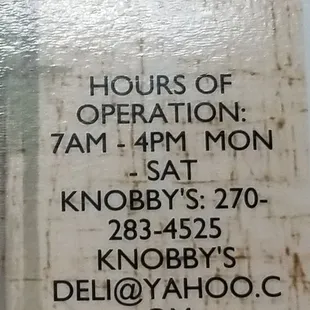 HOURS OF
OPERATION:
7AM - 4PM MON
- SAT
KNOBBY'S: 270-
283-4525
KNOBBY'S
DELI@YAHOO.C